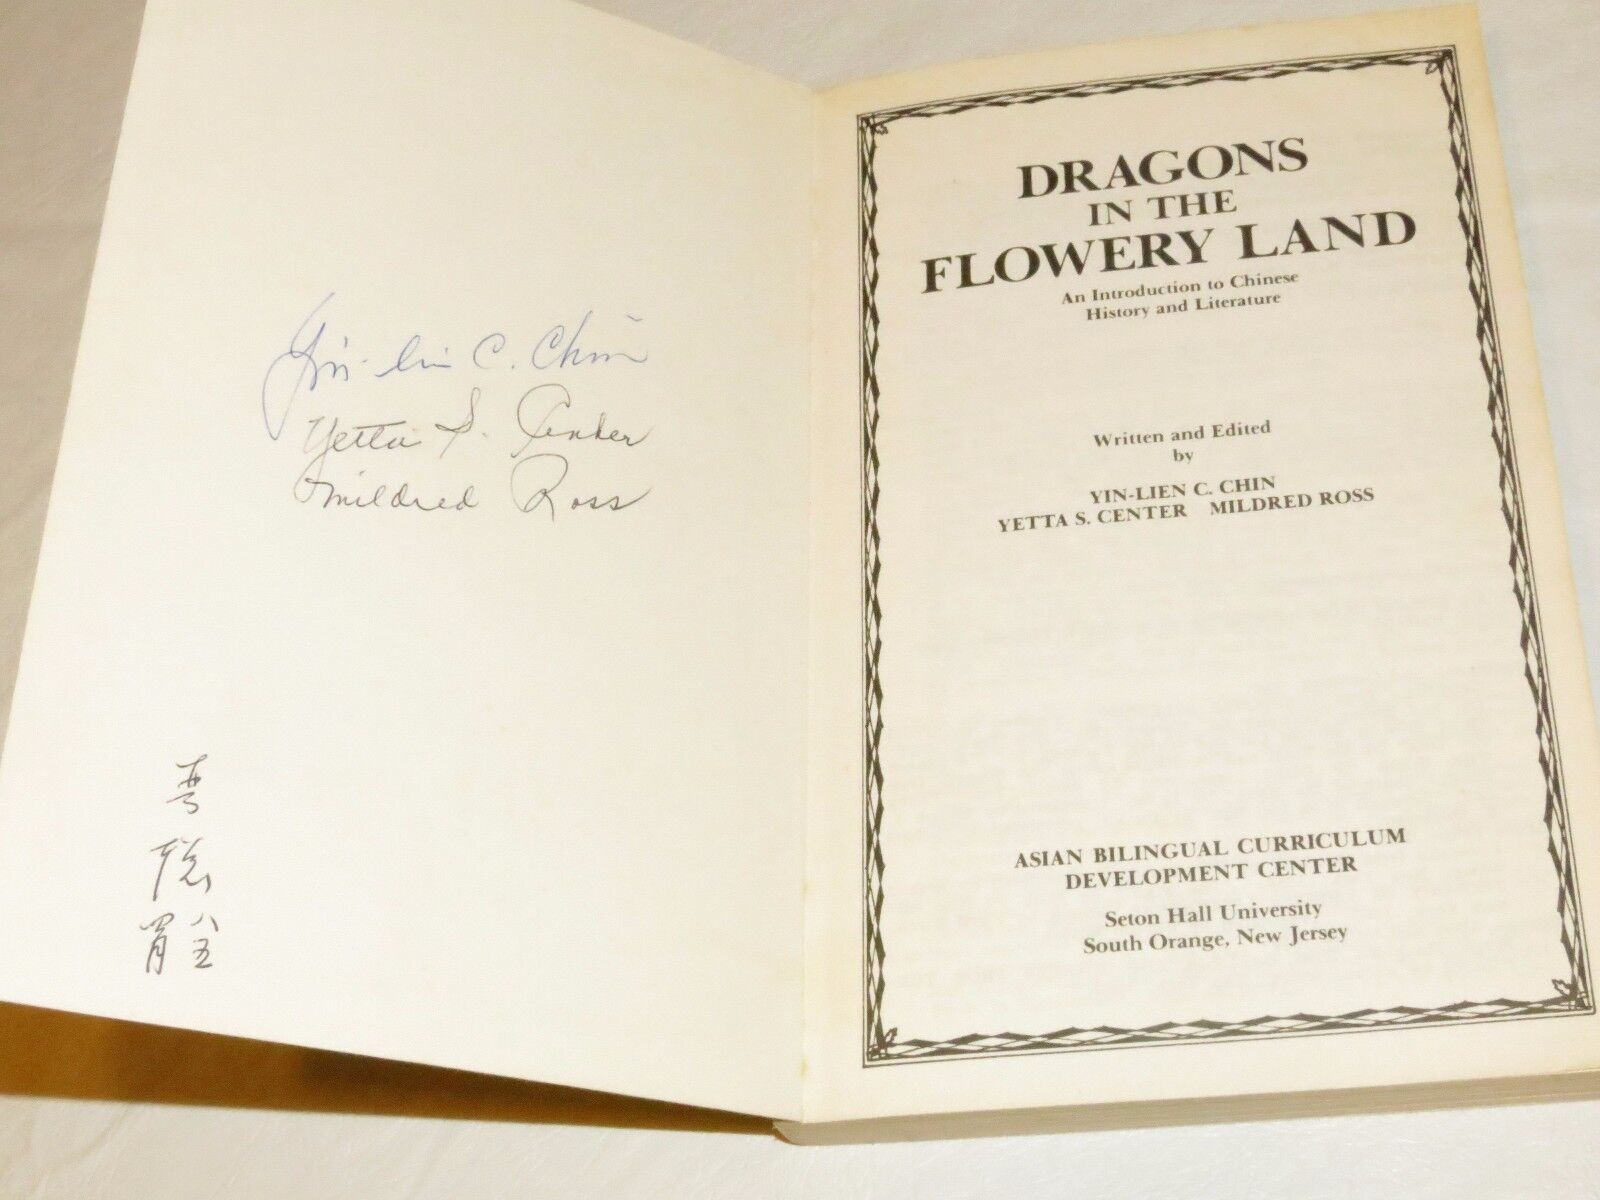 Yin-lien C. Chin
Yetta S. Center
Mildred Ross
八五
DRAGONS
IN THE
FLOWERY LAND
An Introduction to Chinese
History and Literature
Written and Edited
by
YIN-LIEN C. CHIN
YETTA S. CENTER MILDRED ROSS
ASIAN BILINGUAL CURRICULUM
DEVELOPMENT CENTER
Seton Hall University
South Orange, New Jersey